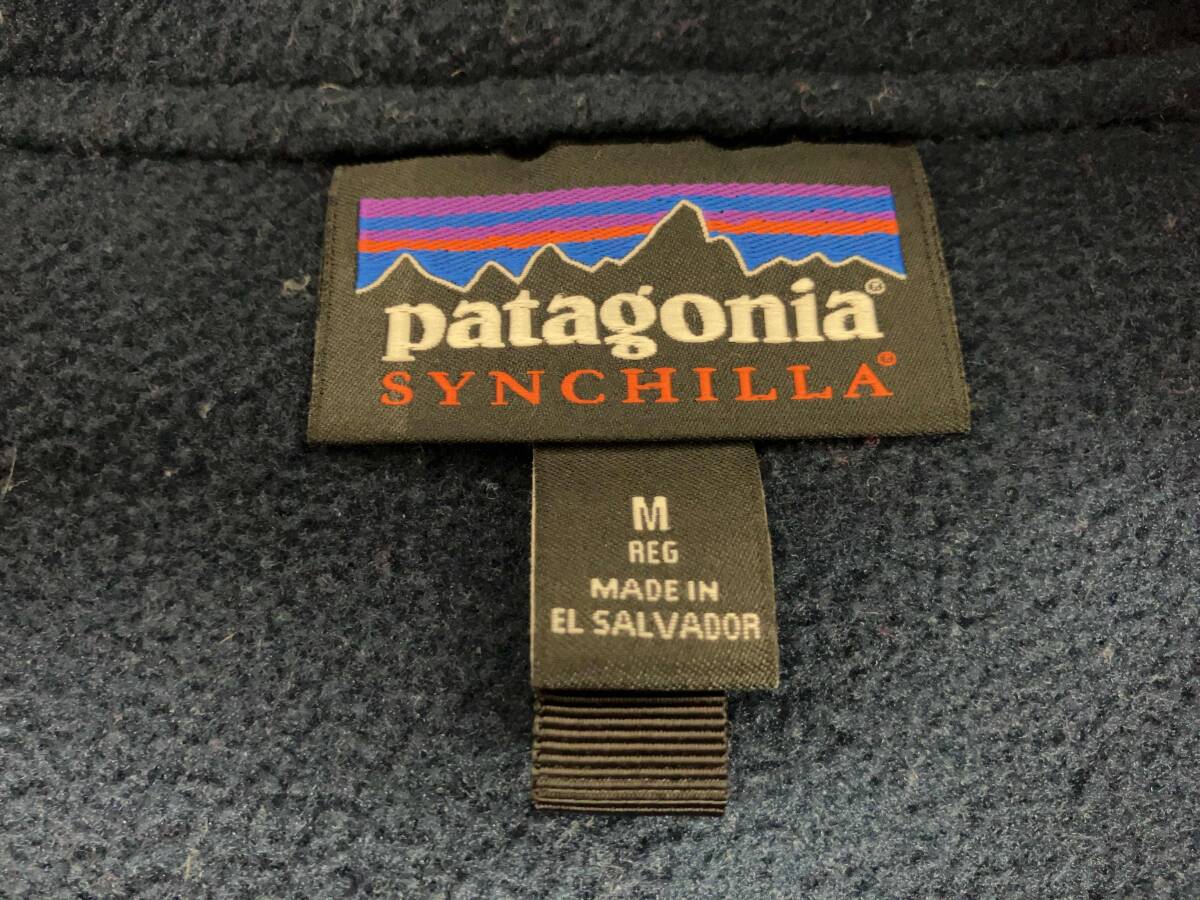 patagonia®
SYNCHILLA®
M
REG
MADE IN
EL SALVADOR